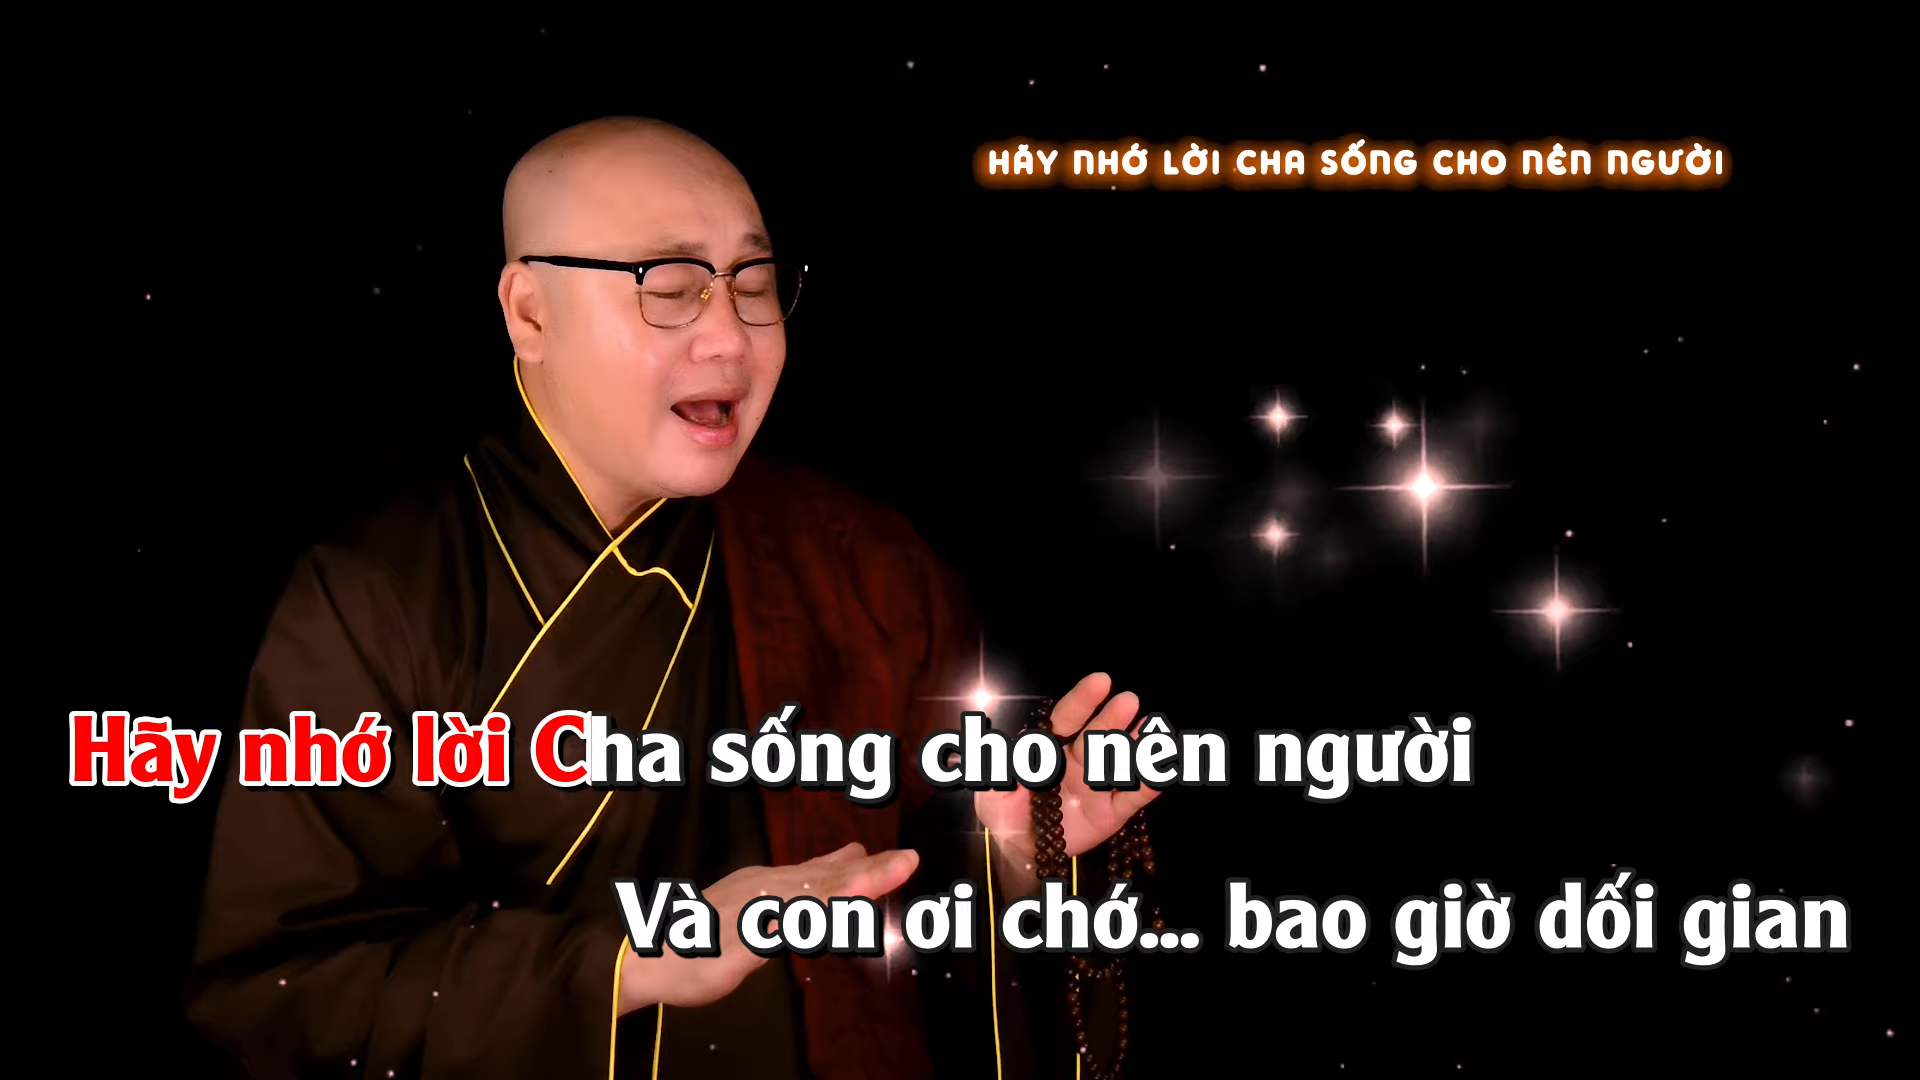 HÃY NHỚ LỜI CHA SỐNG CHO NÊN NGƯỜI
Hãy nhớ lời Cha sống cho nên người
Và con ơi chớ... bao giờ dối gian